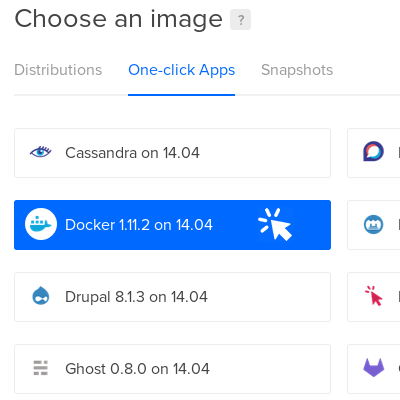 Choose an image ?
Distributions One-click Apps Snapshots
Cassandra on 14.04
Docker 1.11.2 on 14.04
Drupal 8.1.3 on 14.04
Ghost 0.8.0 on 14.04